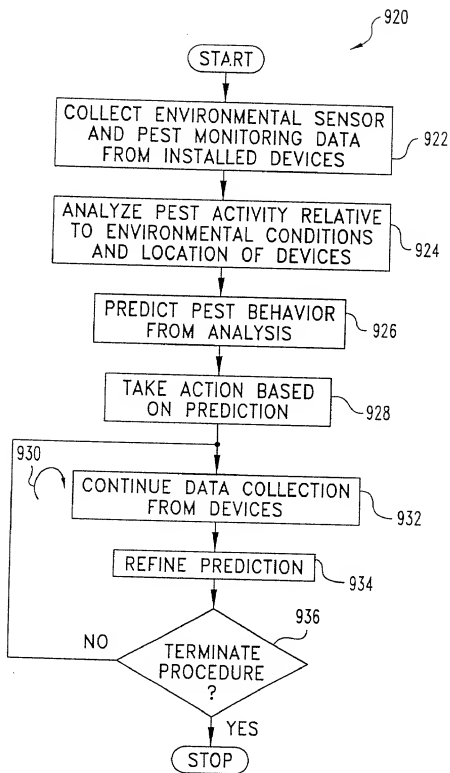 920
START
COLLECT ENVIRONMENTAL SENSOR
AND PEST MONITORING DATA
FROM INSTALLED DEVICES
922
ANALYZE PEST ACTIVITY RELATIVE
TO ENVIRONMENTAL CONDITIONS
AND LOCATION OF DEVICES
924
PREDICT PEST BEHAVIOR
FROM ANALYSIS
926
TAKE ACTION BASED
ON PREDICTION
928
930
CONTINUE DATA COLLECTION
FROM DEVICES
932
REFINE PREDICTION
934
936
NO
TERMINATE
PROCEDURE
?
YES
STOP